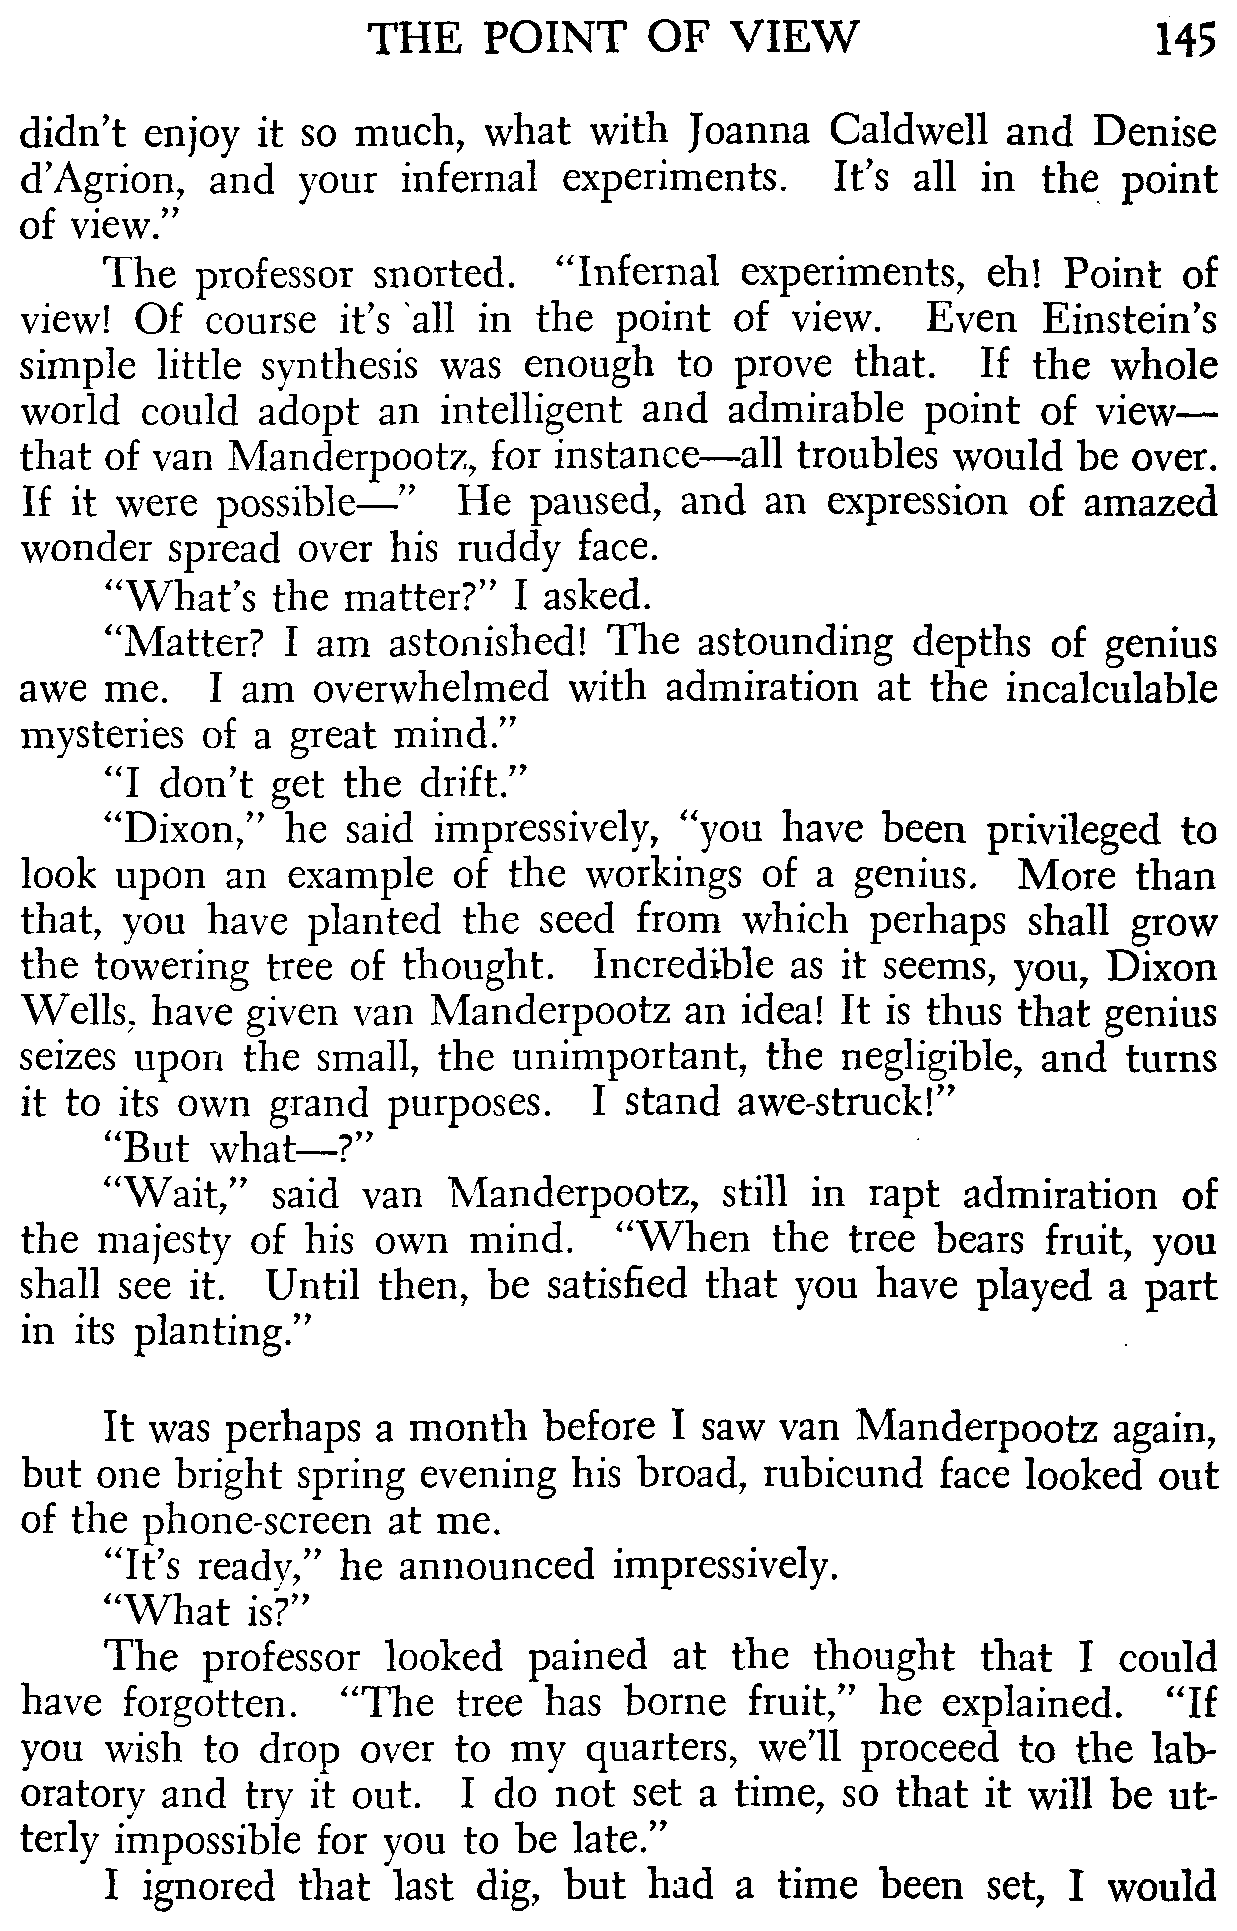 THE POINT OF VIEW 145
didn't enjoy it so much, what with Joanna Caldwell and Denise
d'Agrion, and your infernal experiments. It's all in the point
of view."
The professor snorted. "Infernal experiments, eh! Point of
view! Of course it's all in the point of view. Even Einstein's
simple little synthesis was enough to prove that. If the whole
world could adopt an intelligent and admirable point of view—
that of van Manderpootz, for instance—all troubles would be over.
If it were possible—" He paused, and an expression of amazed
wonder spread over his ruddy face.
"What's the matter?" I asked.
"Matter? I am astonished! The astounding depths of genius
awe me. I am overwhelmed with admiration at the incalculable
mysteries of a great mind."
"I don't get the drift."
"Dixon," he said impressively, "you have been privileged to
look upon an example of the workings of a genius. More than
that, you have planted the seed from which perhaps shall grow
the towering tree of thought. Incredible as it seems, you, Dixon
Wells, have given van Manderpootz an idea! It is thus that genius
seizes upon the small, the unimportant, the negligible, and turns
it to its own grand purposes. I stand awe-struck!"
"But what—?"
"Wait," said van Manderpootz, still in rapt admiration of
the majesty of his own mind. "When the tree bears fruit, you
shall see it. Until then, be satisfied that you have played a part
in its planting."
It was perhaps a month before I saw van Manderpootz again,
but one bright spring evening his broad, rubicund face looked out
of the phone-screen at me.
"It's ready," he announced impressively.
"What is?"
The professor looked pained at the thought that I could
have forgotten. "The tree has borne fruit," he explained. "If
you wish to drop over to my quarters, we'll proceed to the lab-
oratory and try it out. I do not set a time, so that it will be ut-
terly impossible for you to be late."
I ignored that last dig, but had a time been set, I would